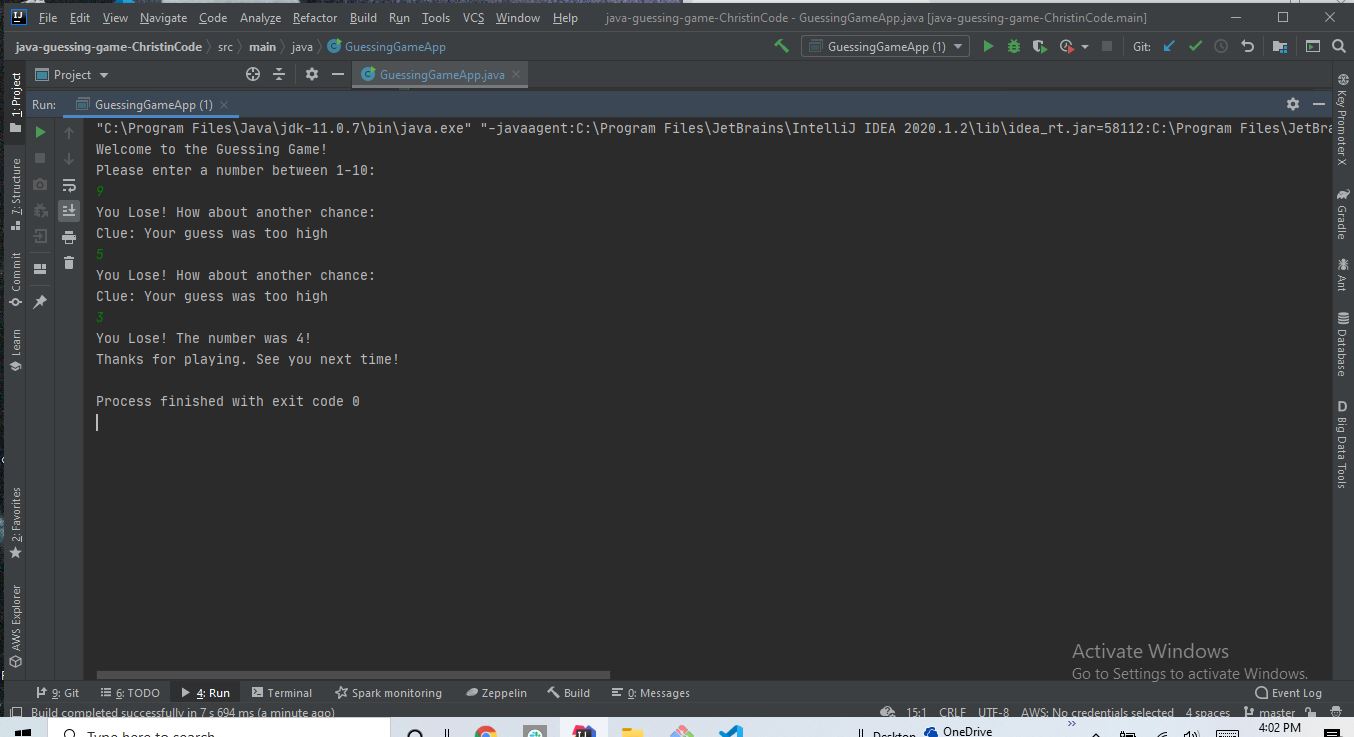 File Edit View Navigate Code Analyze Refactor Build Run Tools VCS Window Help java-guessing-game-ChristinCode - GuessingGameApp.java [java-guessing-game-ChristinCode.main]
java-guessing-game-ChristinCode src main java GuessingGameApp GuessingGameApp (1) Git:
1: Project
Project GuessingGameApp.java
Run: GuessingGameApp (1)
"C:\Program Files\Java\jdk-11.0.7\bin\java.exe" "-javaagent:C:\Program Files\JetBrains\IntelliJ IDEA 2020.1.2\lib\idea_rt.jar=58112:C:\Program Files\JetBra
Welcome to the Guessing Game!
Please enter a number between 1-10:
9
You Lose! How about another chance:
Clue: Your guess was too high
5
You Lose! How about another chance:
Clue: Your guess was too high
3
You Lose! The number was 4!
Thanks for playing. See you next time!
Process finished with exit code 0
7: Structure
Commit
Learn
2: Favorites
AWS Explorer
Key Promoter X
Gradle
Ant
Database
D Big Data Tools
Activate Windows
Go to Settings to activate Windows.
9: Git 6: TODO 4: Run Terminal Spark monitoring Zeppelin Build 0: Messages Event Log
Build completed successfully in 7 s 694 ms (a minute ago) 15:1 CRLF UTF-8 AWS: No credentials selected 4 spaces master
Type here to search Desktop OneDrive 4:02 PM